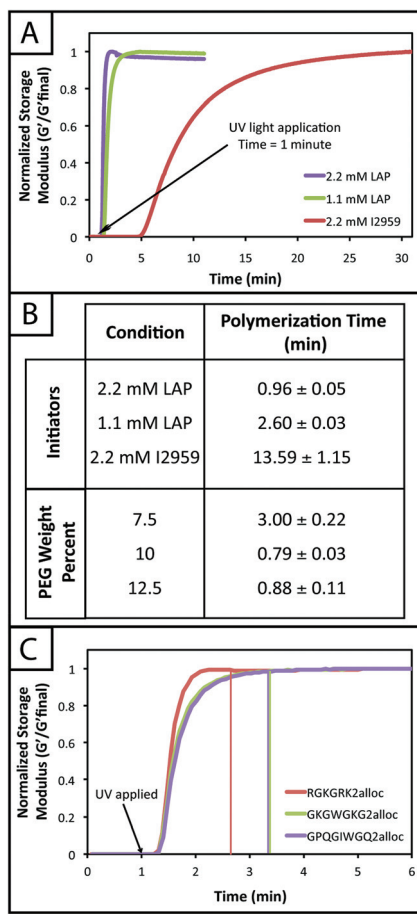 A
Normalized Storage
Modulus (G'/G'final)
1
0.8
0.6
0.4
0.2
0
UV light application
Time = 1 minute
2.2 mM LAP
1.1 mM LAP
2.2 mM I2959
0 5 10 15 20 25 30
Time (min)
B
Condition
Polymerization Time
(min)
Initiators
2.2 mM LAP 0.96 ± 0.05
1.1 mM LAP 2.60 ± 0.03
2.2 mM I2959 13.59 ± 1.15
PEG Weight
Percent
7.5 3.00 ± 0.22
10 0.79 ± 0.03
12.5 0.88 ± 0.11
C
Normalized Storage
Modulus (G'/G'final)
1
0.8
0.6
0.4
0.2
0
UV applied
RGKGRK2alloc
GKGWGKG2alloc
GPQGIWGQ2alloc
0 1 2 3 4 5 6
Time (min)